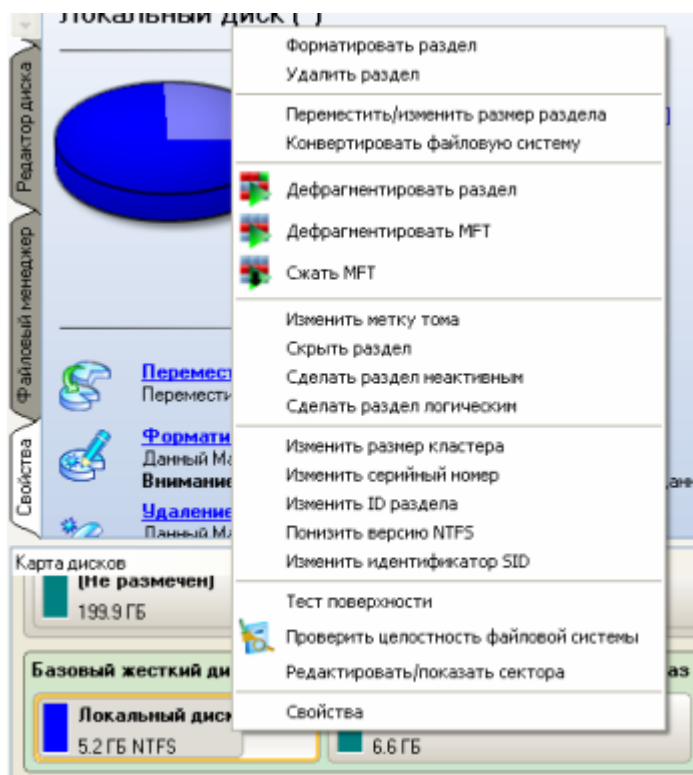 Локальный диск ( )
Форматировать раздел
Удалить раздел
Переместить/изменить размер раздела
Конвертировать файловую систему
Дефрагментировать раздел
Дефрагментировать MFT
Сжать MFT
Изменить метку тома
Скрыть раздел
Сделать раздел неактивным
Сделать раздел логическим
Изменить размер кластера
Изменить серийный номер
Изменить ID раздела
Понизить версию NTFS
Изменить идентификатор SID
Тест поверхности
Проверить целостность файловой системы
Редактировать/показать сектора
Свойства
Редактор диска
Файловый менеджер
Свойства
Перемест
Перемести
Формати
Данный Ма
Внимание
Удаление
Данный М
Карта дисков
(Не размечен)
199.9 ГБ
Базовый жесткий ди
аз
Локальный диск
5.2 ГБ NTFS
6.6 ГБ